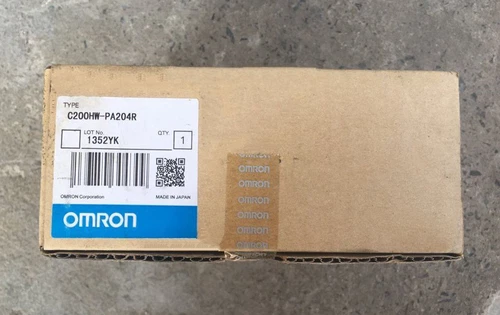 TYPE
C200HW-PA204R
LOT No. QTY.
1352YK 1
OMRON Corporation MADE IN JAPAN
OMRON
OMRON
OMRON
OMRON
OMRON
OMRON
OMRON